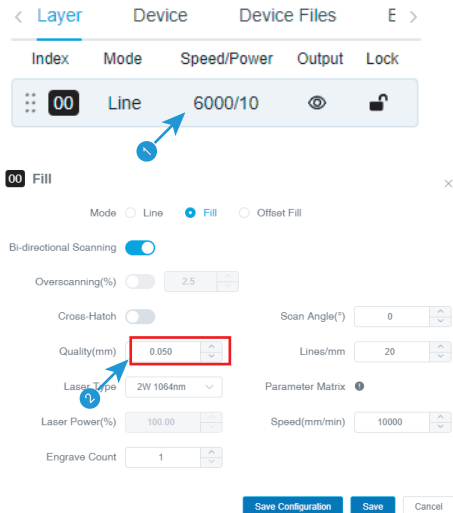 Layer Device Device Files E
Index Mode Speed/Power Output Lock
00 Line 6000/10
1
00 Fill
Mode Line Fill Offset Fill
Bi-directional Scanning
Overscanning(%) 2.5
Cross-Hatch Scan Angle(°) 0
Quality(mm) 0.050 Lines/mm 20
Laser Type 2W 1064nm Parameter Matrix
2
Laser Power(%) 100.00 Speed(mm/min) 10000
Engrave Count 1
Save Configuration Save Cancel